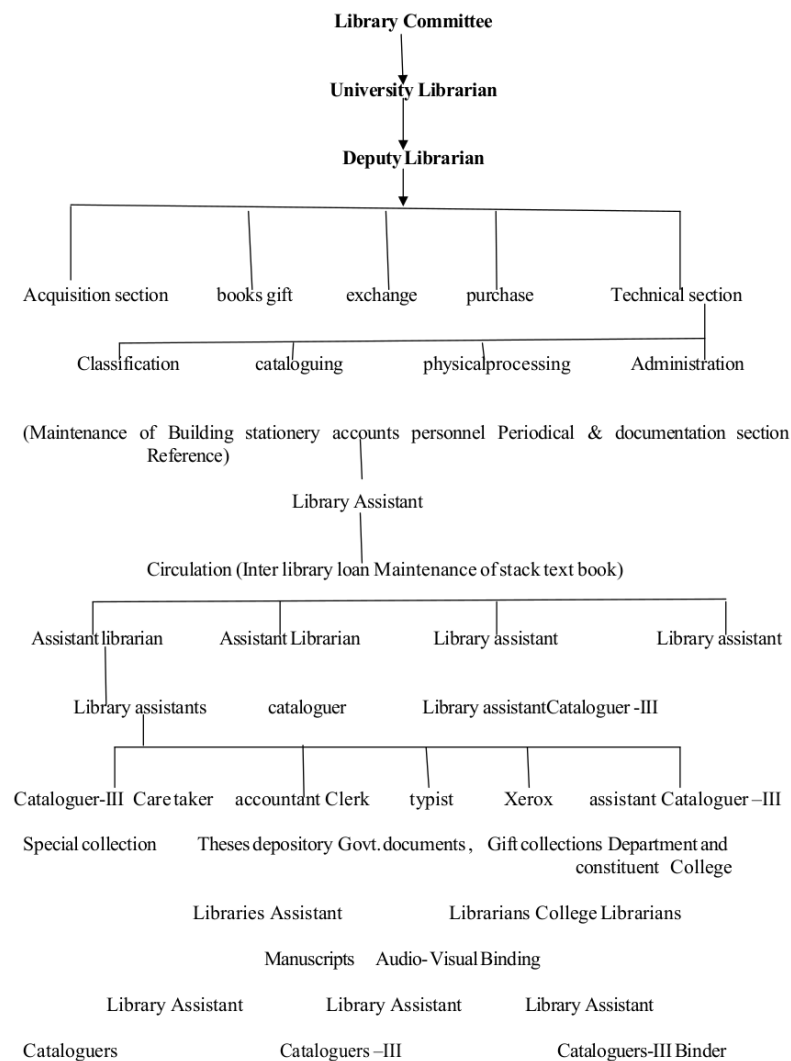 Library Committee
University Librarian
Deputy Librarian
Acquisition section books gift exchange purchase Technical section
Classification cataloguing physicalprocessing Administration
(Maintenance of Building stationery accounts personnel Periodical & documentation section
Reference)
Library Assistant
Circulation (Inter library loan Maintenance of stack text book)
Assistant librarian Assistant Librarian Library assistant Library assistant
Library assistants cataloguer Library assistantCataloguer -III
Cataloguer-III Care taker accountant Clerk typist Xerox assistant Cataloguer –III
Special collection Theses depository Govt. documents, Gift collections Department and
constituent College
Libraries Assistant Librarians College Librarians
Manuscripts Audio- Visual Binding
Library Assistant Library Assistant Library Assistant
Cataloguers Cataloguers –III Cataloguers-III Binder